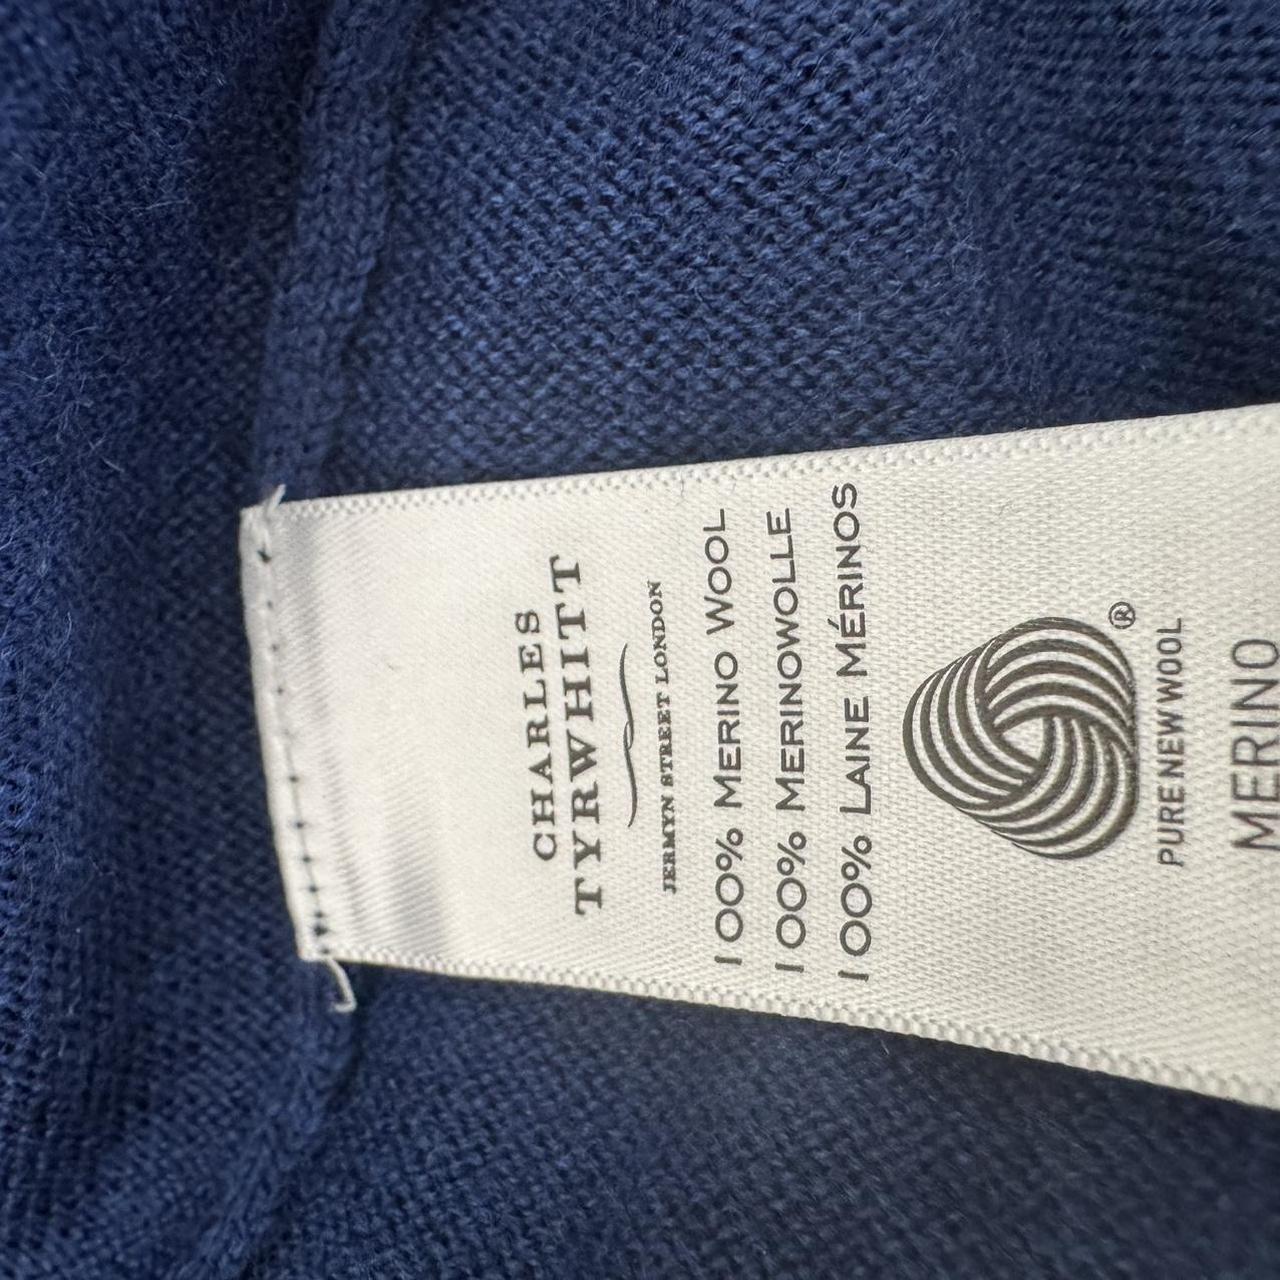 CHARLES
TYRWHITT
JERMYN STREET LONDON
100% MERINO WOOL
100% MERINOWOLLE
100% LAINE MÉRINOS
®
PURE NEW WOOL
MERINO